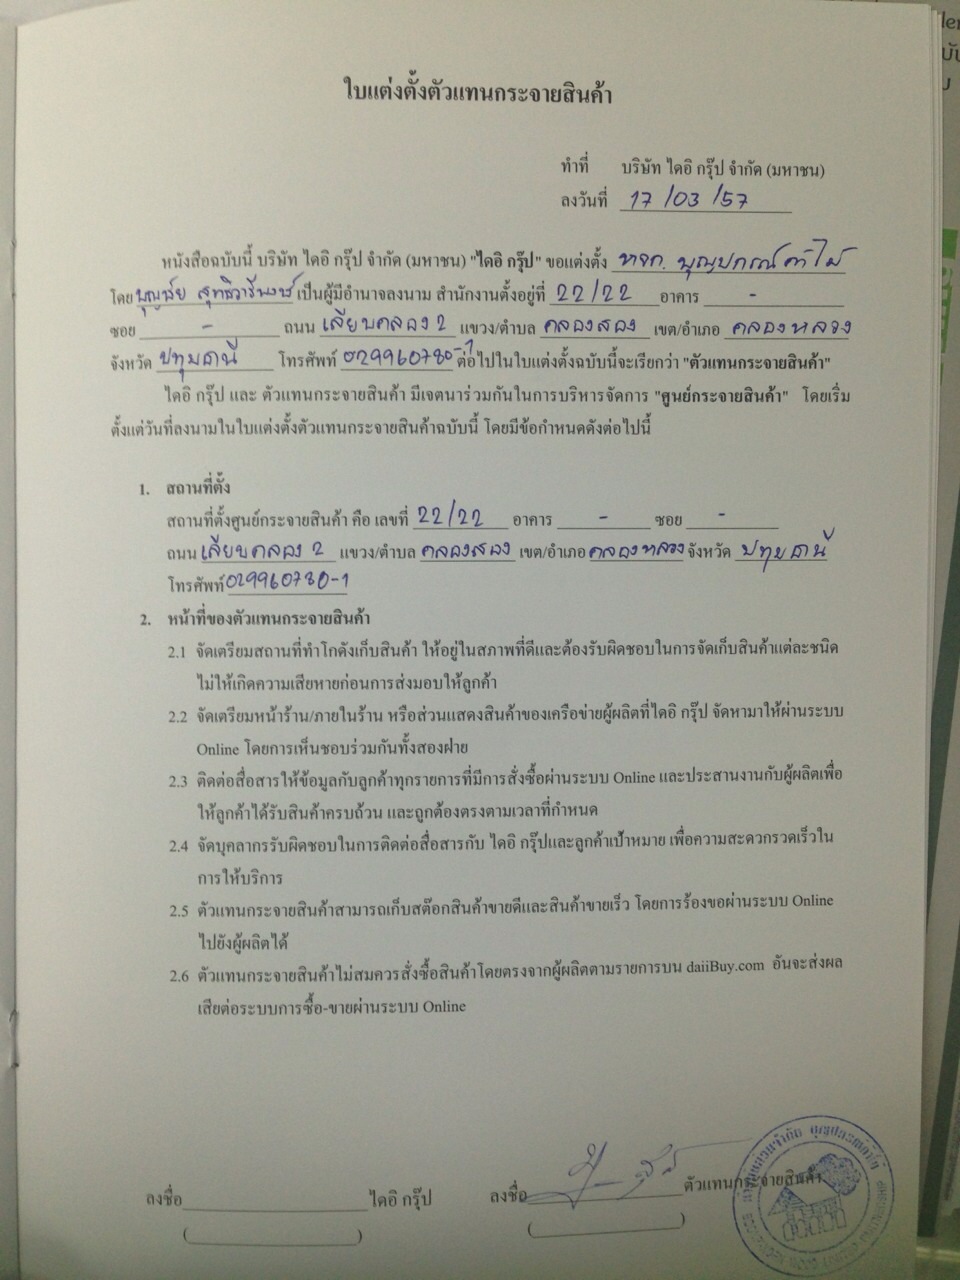 ใบแต่งตั้งตัวแทนกระจายสินค้า
ทำที่ บริษัท ไดอิ กรุ๊ป จำกัด (มหาชน)
ลงวันที่ 17/03/57
หนังสือฉบับนี้ บริษัท ไดอิ กรุ๊ป จำกัด (มหาชน) "ไดอิ กรุ๊ป" ขอแต่งตั้ง หจก. บุญปกรณ์ค้าไม้
โดย บุญชัย สุทธิวารีพงษ์ เป็นผู้มีอำนาจลงนาม สำนักงานตั้งอยู่ที่ 22/22 อาคาร -
ซอย - ถนน เลียบคลอง 2 แขวง/ตำบล คลองสอง เขต/อำเภอ คลองหลวง
จังหวัด ปทุมธานี โทรศัพท์ 029960780-1 ต่อไปในใบแต่งตั้งฉบับนี้จะเรียกว่า "ตัวแทนกระจายสินค้า"
ไดอิ กรุ๊ป และ ตัวแทนกระจายสินค้า มีเจตนาร่วมกันในการบริหารจัดการ "ศูนย์กระจายสินค้า" โดยเริ่ม
ตั้งแต่วันที่ลงนามในใบแต่งตั้งตัวแทนกระจายสินค้าฉบับนี้ โดยมีข้อกำหนดดังต่อไปนี้
1. สถานที่ตั้ง
สถานที่ตั้งศูนย์กระจายสินค้า คือ เลขที่ 22/22 อาคาร - ซอย -
ถนน เลียบคลอง 2 แขวง/ตำบล คลองสอง เขต/อำเภอ คลองหลวง จังหวัด ปทุมธานี
โทรศัพท์ 029960780-1
2. หน้าที่ของตัวแทนกระจายสินค้า
2.1 จัดเตรียมสถานที่ทำโกดังเก็บสินค้า ให้อยู่ในสภาพที่ดีและต้องรับผิดชอบในการจัดเก็บสินค้าแต่ละชนิด
ไม่ให้เกิดความเสียหายก่อนการส่งมอบให้ลูกค้า
2.2 จัดเตรียมหน้าร้าน/ภายในร้าน หรือส่วนแสดงสินค้าของเครือข่ายผู้ผลิตที่ไดอิ กรุ๊ป จัดหามาให้ผ่านระบบ
Online โดยการเห็นชอบร่วมกันทั้งสองฝ่าย
2.3 ติดต่อสื่อสารให้ข้อมูลกับลูกค้าทุกรายการที่มีการสั่งซื้อผ่านระบบ Online และประสานงานกับผู้ผลิตเพื่อ
ให้ลูกค้าได้รับสินค้าครบถ้วน และถูกต้องตรงตามเวลาที่กำหนด
2.4 จัดบุคลากรรับผิดชอบในการติดต่อสื่อสารกับ ไดอิ กรุ๊ปและลูกค้าเป้าหมาย เพื่อความสะดวกรวดเร็วใน
การให้บริการ
2.5 ตัวแทนกระจายสินค้าสามารถเก็บสต๊อกสินค้าขายดีและสินค้าขายเร็ว โดยการร้องขอผ่านระบบ Online
ไปยังผู้ผลิตได้
2.6 ตัวแทนกระจายสินค้าไม่สมควรสั่งซื้อสินค้าโดยตรงจากผู้ผลิตตามรายการบน daiiBuy.com อันจะส่งผล
เสียต่อระบบการซื้อ-ขายผ่านระบบ Online
ลงชื่อ ไดอิ กรุ๊ป ลงชื่อ ตัวแทนกระจายสินค้า
( ) ( )